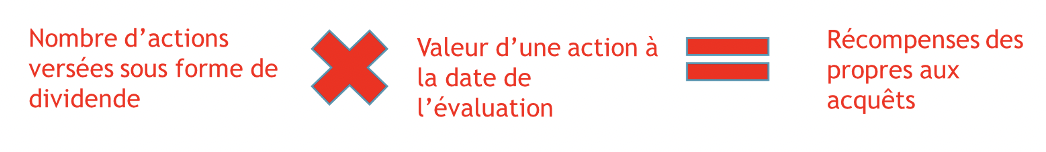 Nombre d’actions
versées sous forme de
dividende
Valeur d’une action à
la date de
l’évaluation
Récompenses des
propres aux
acquêts